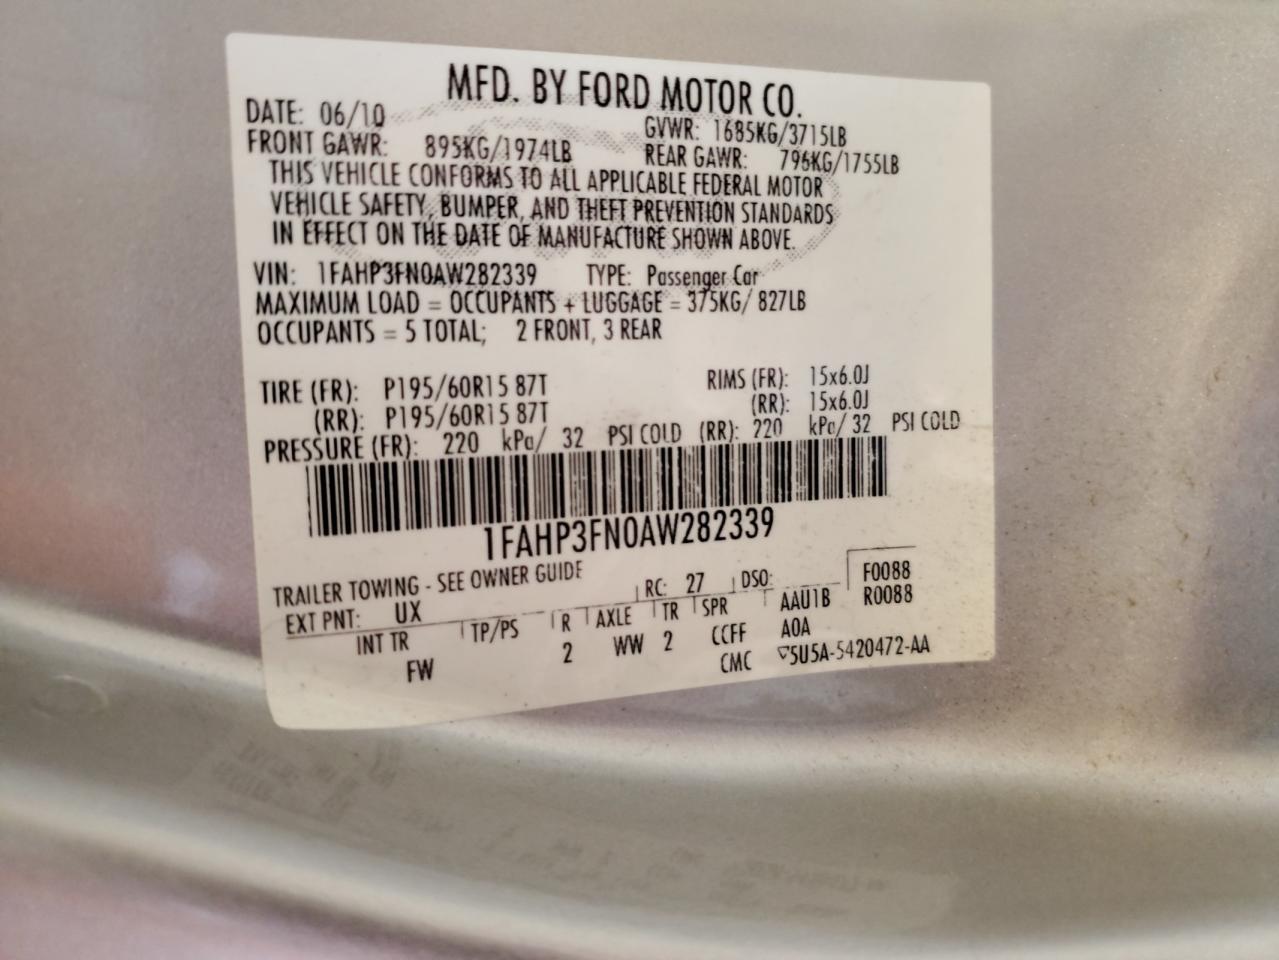 MFD. BY FORD MOTOR CO.
DATE: 06/10 GVWR: 1685KG/3715LB
FRONT GAWR: 895KG/1974LB REAR GAWR: 796KG/1755LB
THIS VEHICLE CONFORMS TO ALL APPLICABLE FEDERAL MOTOR
VEHICLE SAFETY, BUMPER, AND THEFT PREVENTION STANDARDS
IN EFFECT ON THE DATE OF MANUFACTURE SHOWN ABOVE.
VIN: 1FAHP3FN0AW282339 TYPE: Passenger Car
MAXIMUM LOAD = OCCUPANTS + LUGGAGE = 375KG/ 827LB
OCCUPANTS = 5 TOTAL; 2 FRONT, 3 REAR
TIRE (FR): P195/60R15 87T RIMS (FR): 15x6.0J
(RR): P195/60R15 87T (RR): 15x6.0J
PRESSURE (FR): 220 kPa/ 32 PSI COLD (RR): 220 kPa/ 32 PSI COLD
1FAHP3FN0AW282339
TRAILER TOWING - SEE OWNER GUIDE
EXT PNT: UX RC: 27 DSO: F0088
INT TR TP/PS R AXLE TR SPR AAU1B R0088
FW 2 WW 2 CCFF A0A
CMC 5U5A-5420472-AA